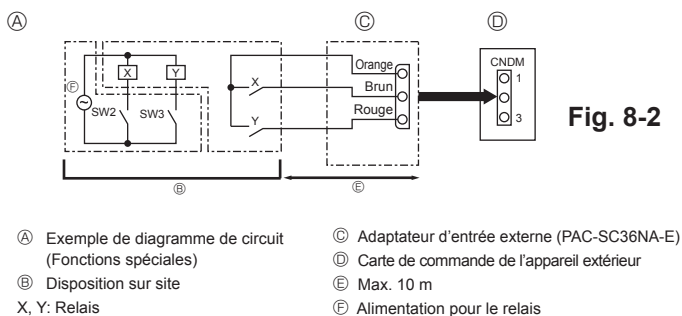 Ⓐ
Ⓒ
Ⓓ
Orange
CNDM
X
Y
Ⓕ
1
Brun
X
SW2
SW3
Rouge
3
Fig. 8-2
Y
Ⓑ
Ⓔ
Ⓐ Exemple de diagramme de circuit
(Fonctions spéciales)
Ⓑ Disposition sur site
X, Y: Relais
Ⓒ Adaptateur d’entrée externe (PAC-SC36NA-E)
Ⓓ Carte de commande de l’appareil extérieur
Ⓔ Max. 10 m
Ⓕ Alimentation pour le relais